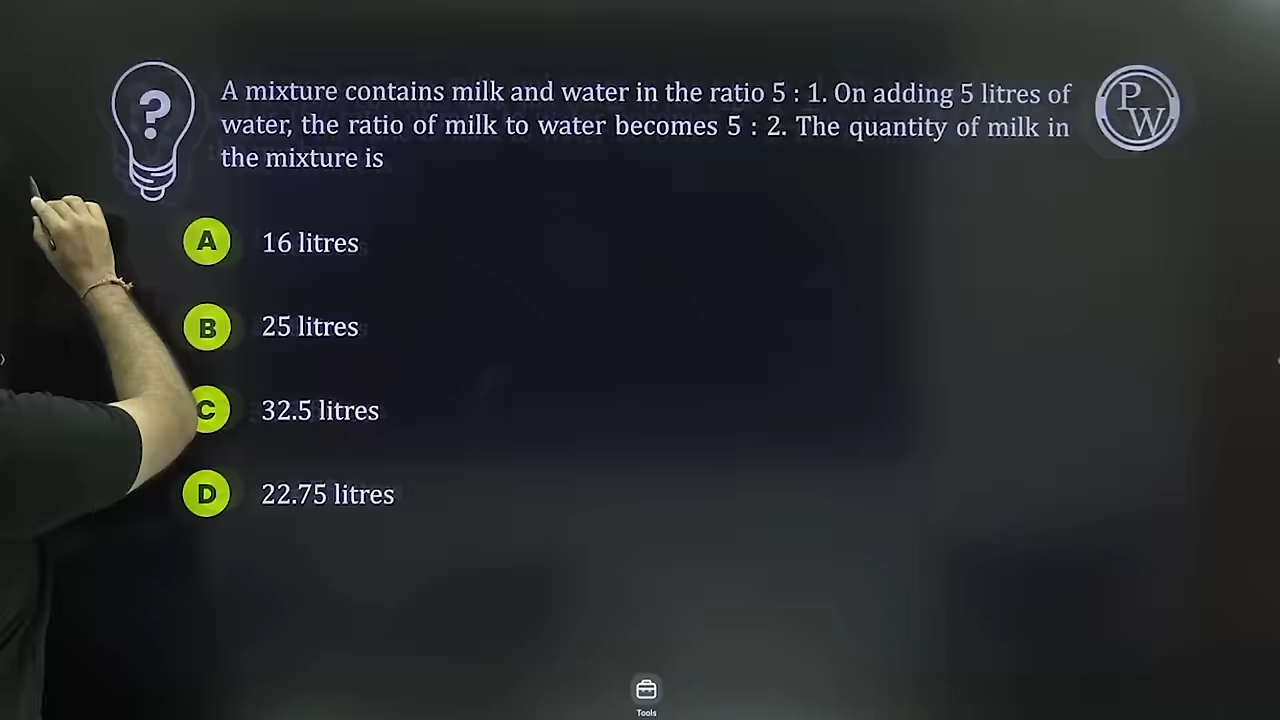 ?
A mixture contains milk and water in the ratio 5 : 1. On adding 5 litres of
water, the ratio of milk to water becomes 5 : 2. The quantity of milk in
the mixture is
PW
A 16 litres
B 25 litres
C 32.5 litres
D 22.75 litres
Tools